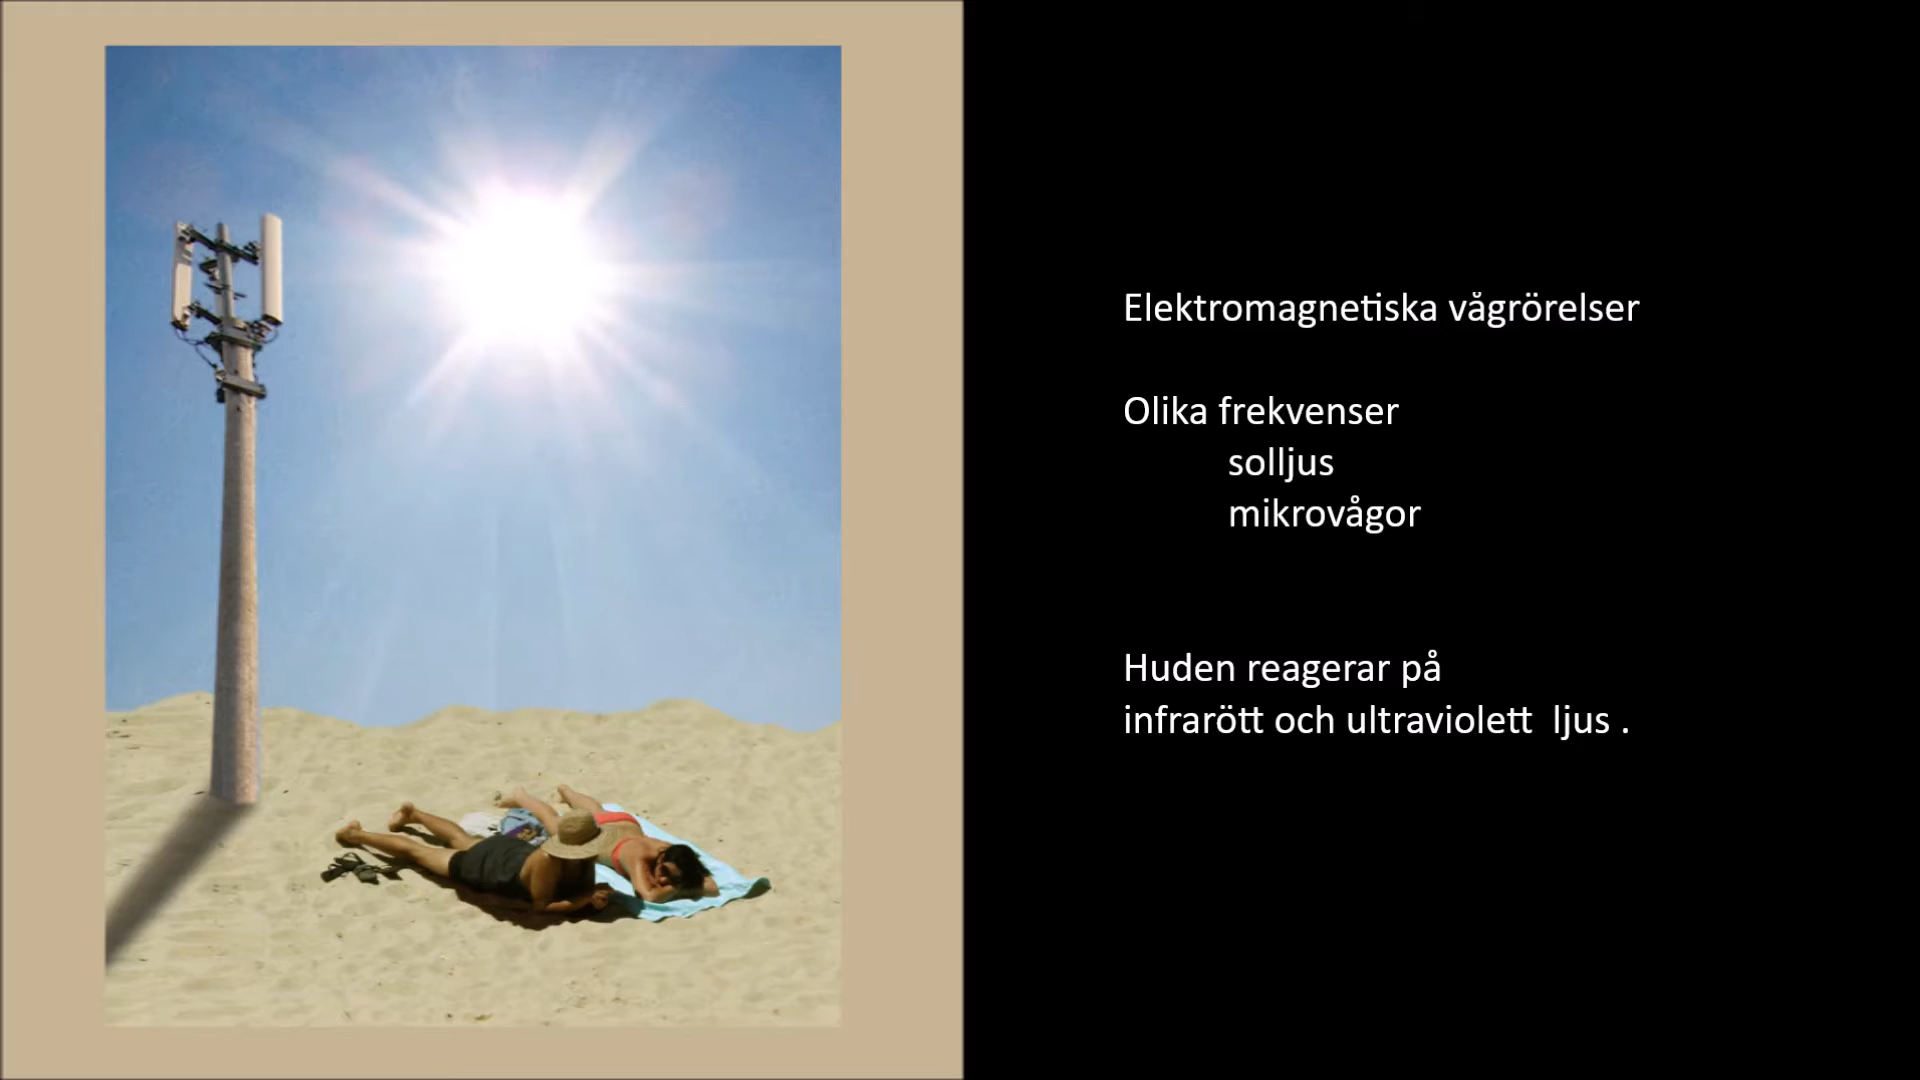 Elektromagnetiska vågrörelser
Olika frekvenser
solljus
mikrovågor
Huden reagerar på
infrarött och ultraviolett ljus .